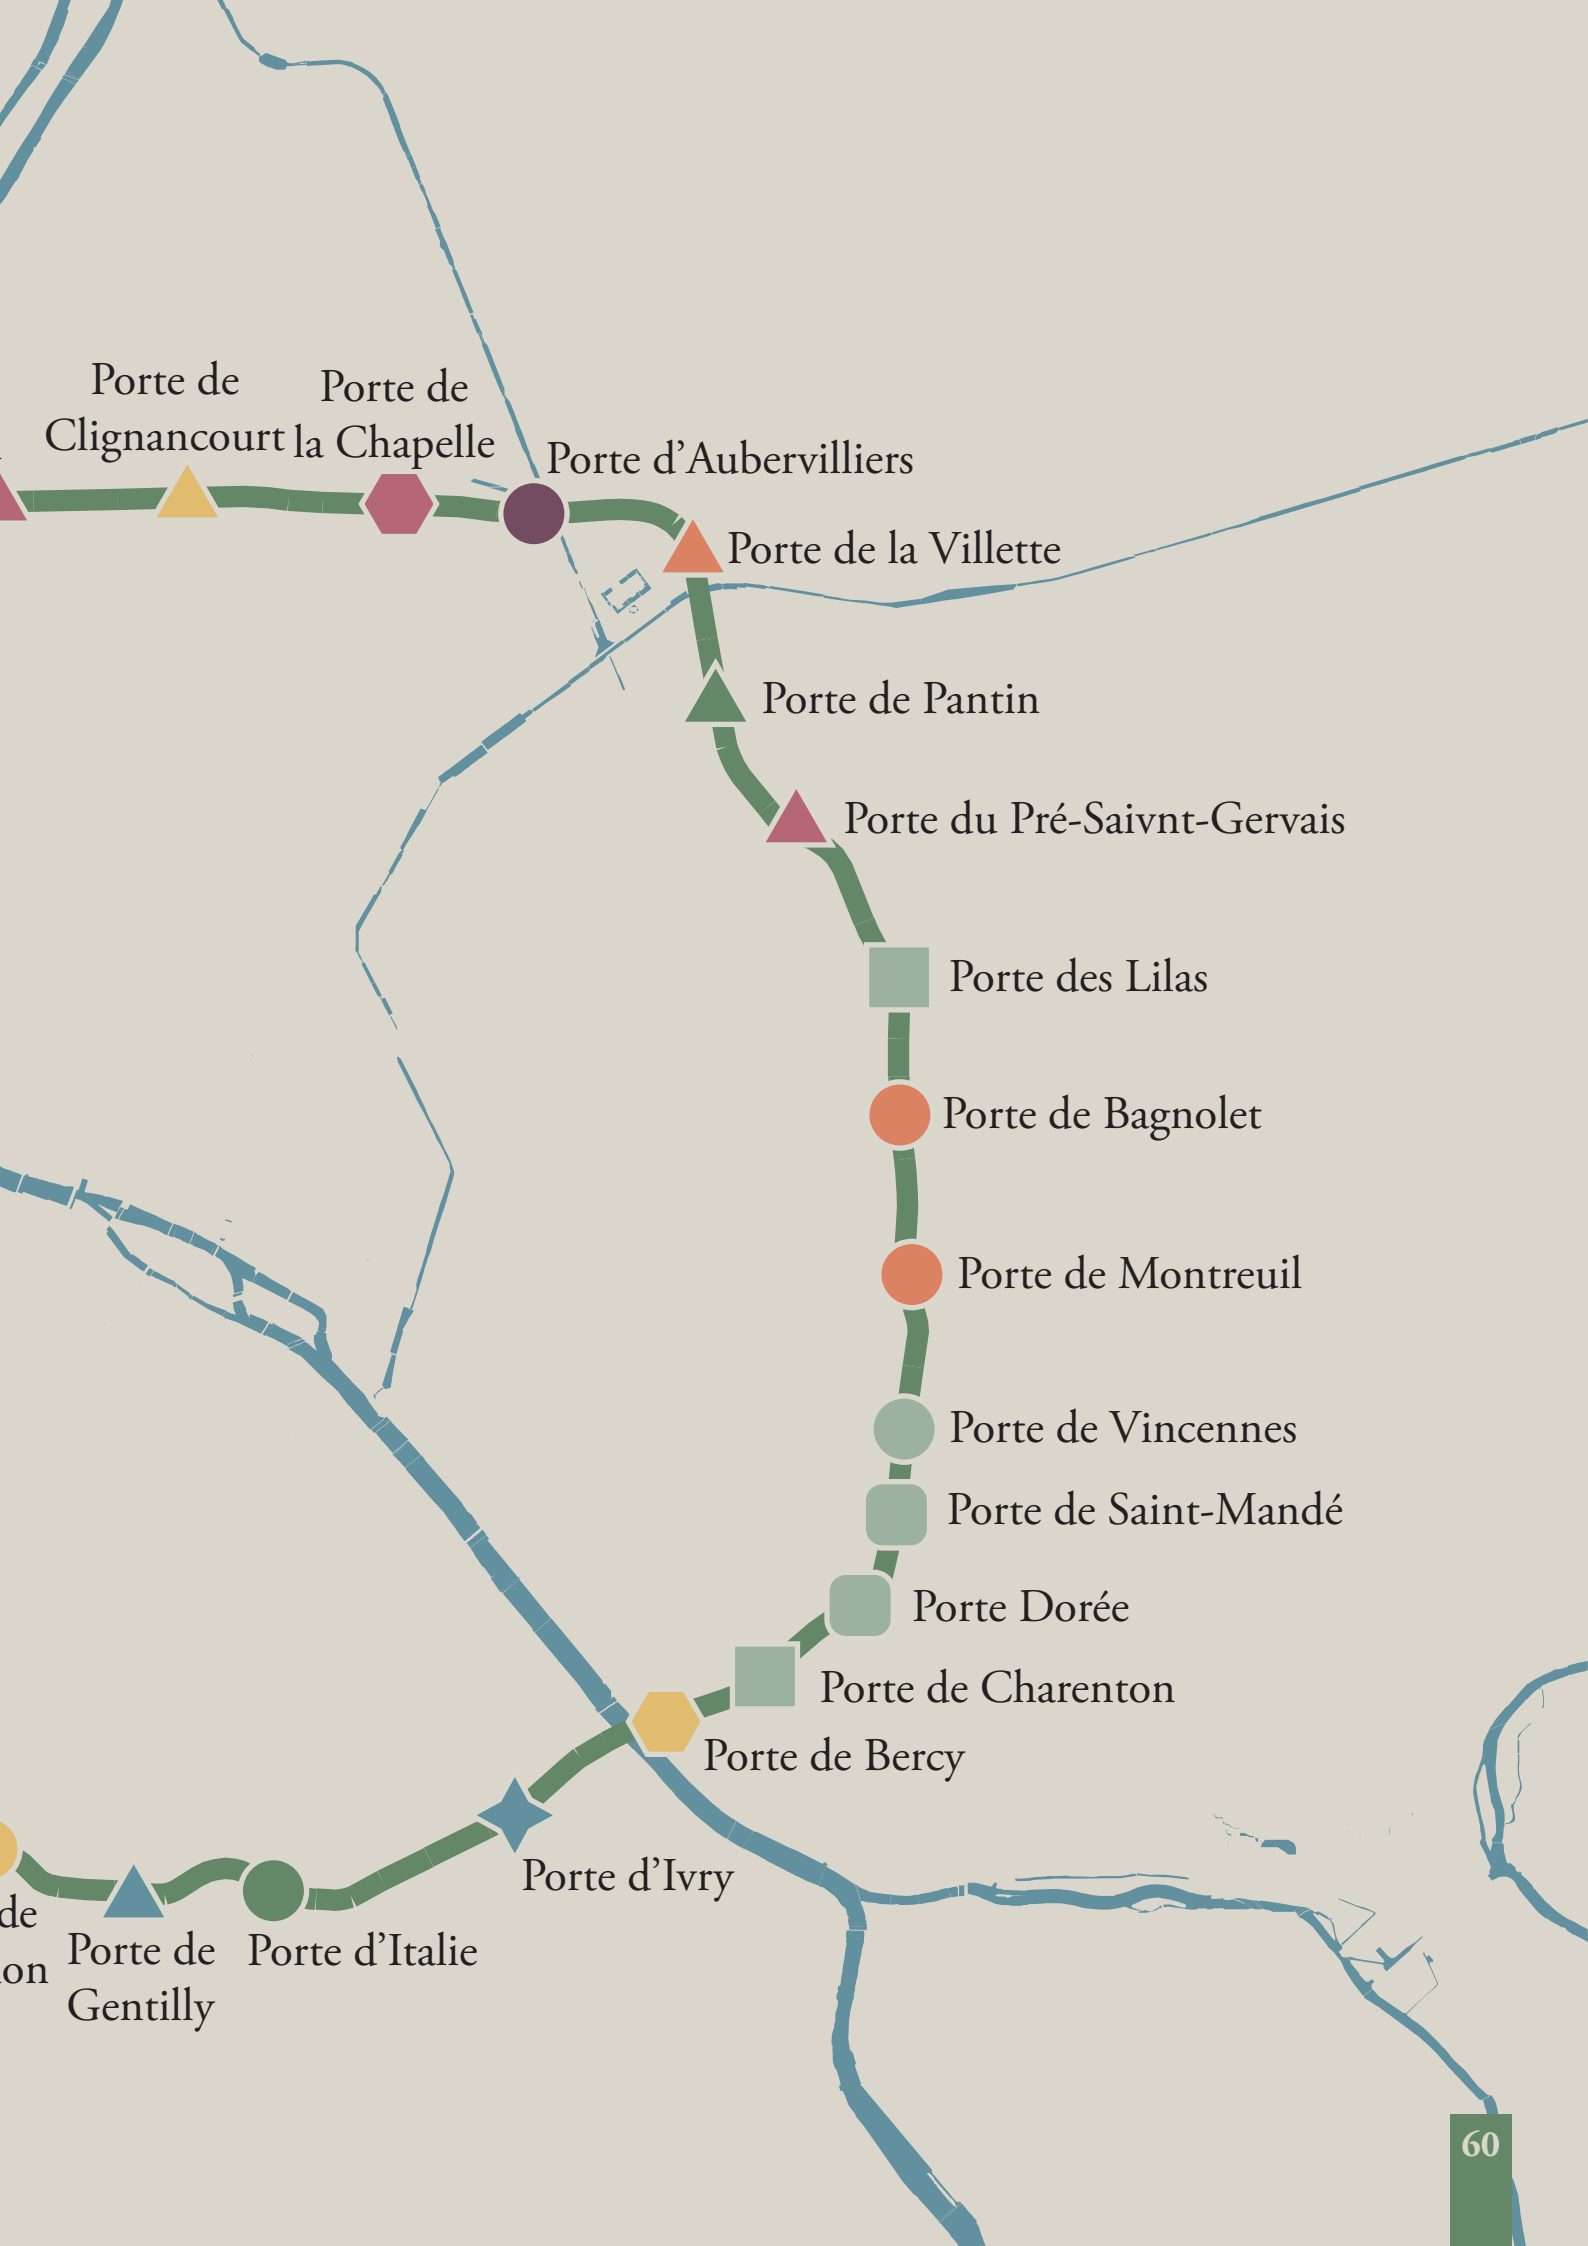 Porte de
Clignancourt
Porte de
la Chapelle
Porte d’Aubervilliers
Porte de la Villette
Porte de Pantin
Porte du Pré-Saivnt-Gervais
Porte des Lilas
Porte de Bagnolet
Porte de Montreuil
Porte de Vincennes
Porte de Saint-Mandé
Porte Dorée
Porte de Charenton
Porte de Bercy
Porte d’Ivry
Porte d’Italie
Porte de
Gentilly
de
on
60